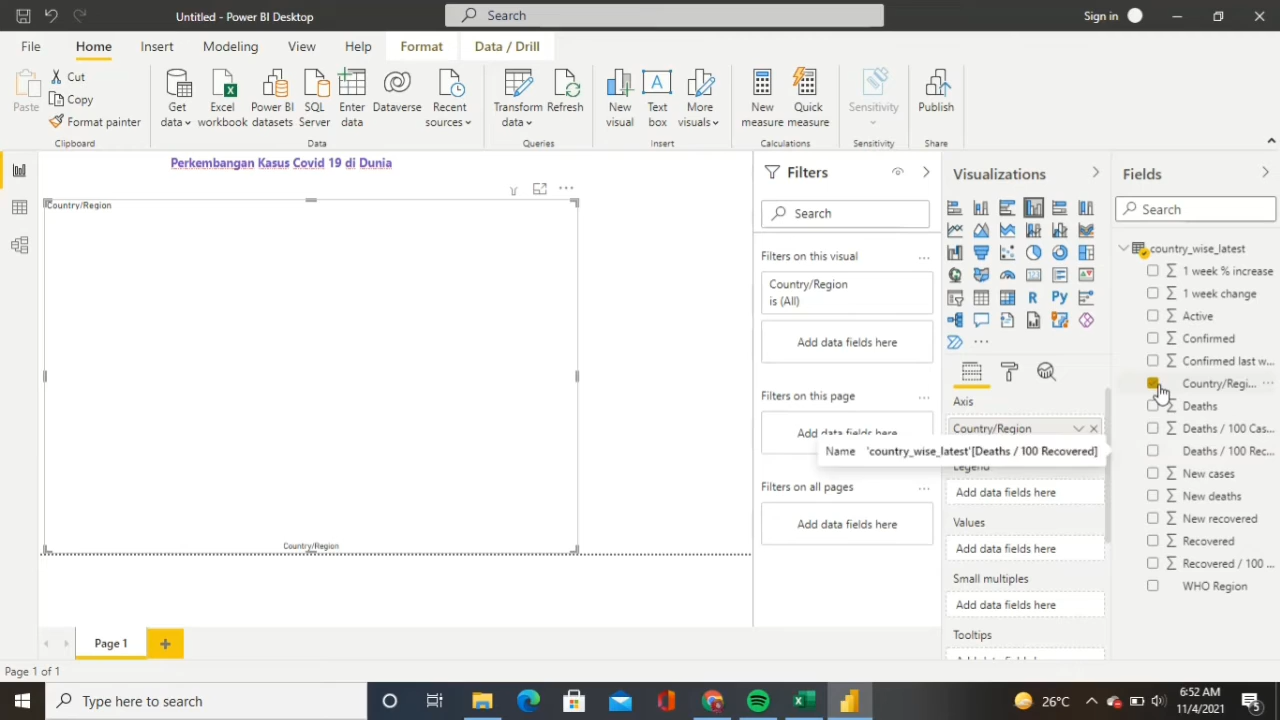 Untitled - Power BI Desktop
Search
Sign in
File
Home
Insert
Modeling
View
Help
Format
Data / Drill
Paste
Cut
Copy
Format painter
Clipboard
Get data
Excel workbook
Power BI datasets
SQL Server
Enter data
Dataverse
Recent sources
Data
Transform data
Refresh
Queries
New visual
Text box
More visuals
Insert
New measure
Quick measure
Calculations
Sensitivity
Sensitivity
Publish
Share
Perkembangan Kasus Covid 19 di Dunia
Country/Region
Country/Region
Filters
Search
Filters on this visual
Country/Region
is (All)
Add data fields here
Filters on this page
Add data fields here
Filters on all pages
Add data fields here
Visualizations
R
Py
Axis
Country/Region
Name 'country_wise_latest'[Deaths / 100 Recovered]
Legend
Add data fields here
Values
Add data fields here
Small multiples
Add data fields here
Tooltips
Fields
Search
country_wise_latest
1 week % increase
1 week change
Active
Confirmed
Confirmed last w...
Country/Regi...
Deaths
Deaths / 100 Cas...
Deaths / 100 Rec...
New cases
New deaths
New recovered
Recovered
Recovered / 100 ...
WHO Region
Page 1
Page 1 of 1
Type here to search
26°C
6:52 AM
11/4/2021
5